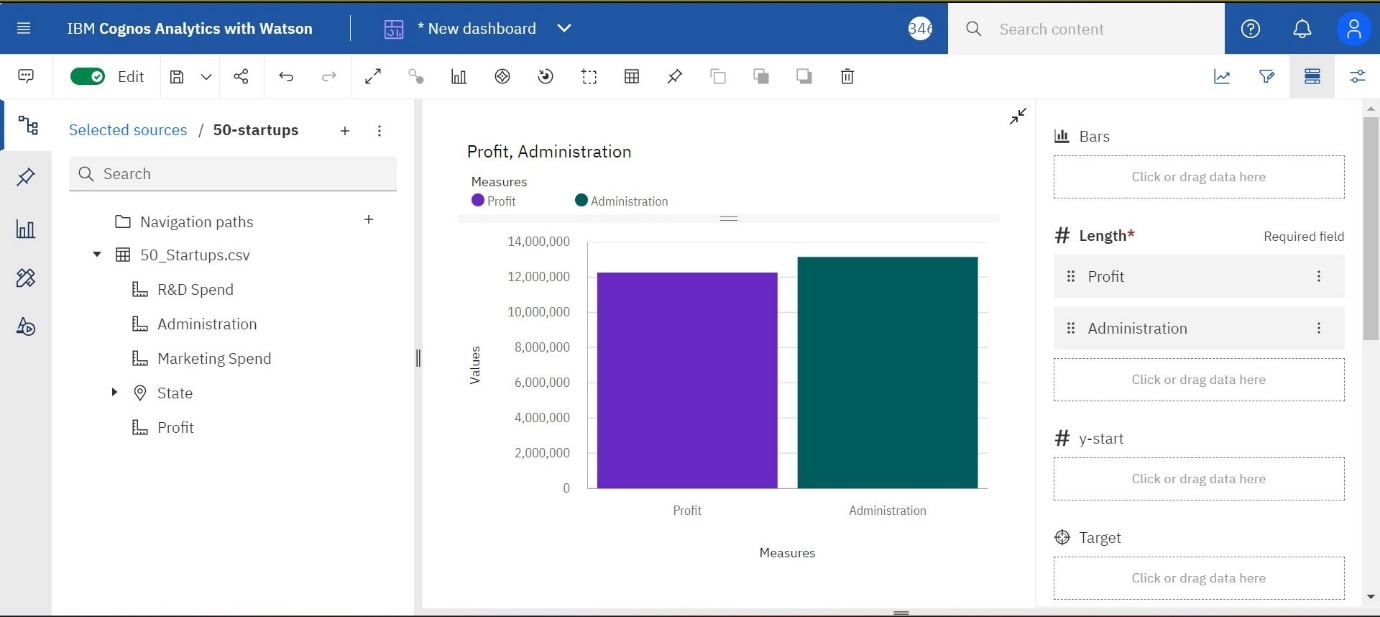 IBM Cognos Analytics with Watson
* New dashboard
346
Search content
Edit
Selected sources / 50-startups
Search
Navigation paths
50_Startups.csv
R&D Spend
Administration
Marketing Spend
State
Profit
Profit, Administration
Measures
Profit Administration
14,000,000
12,000,000
10,000,000
8,000,000
6,000,000
4,000,000
2,000,000
0
Values
Profit Administration
Measures
Bars
Click or drag data here
# Length* Required field
Profit
Administration
Click or drag data here
# y-start
Click or drag data here
Target
Click or drag data here